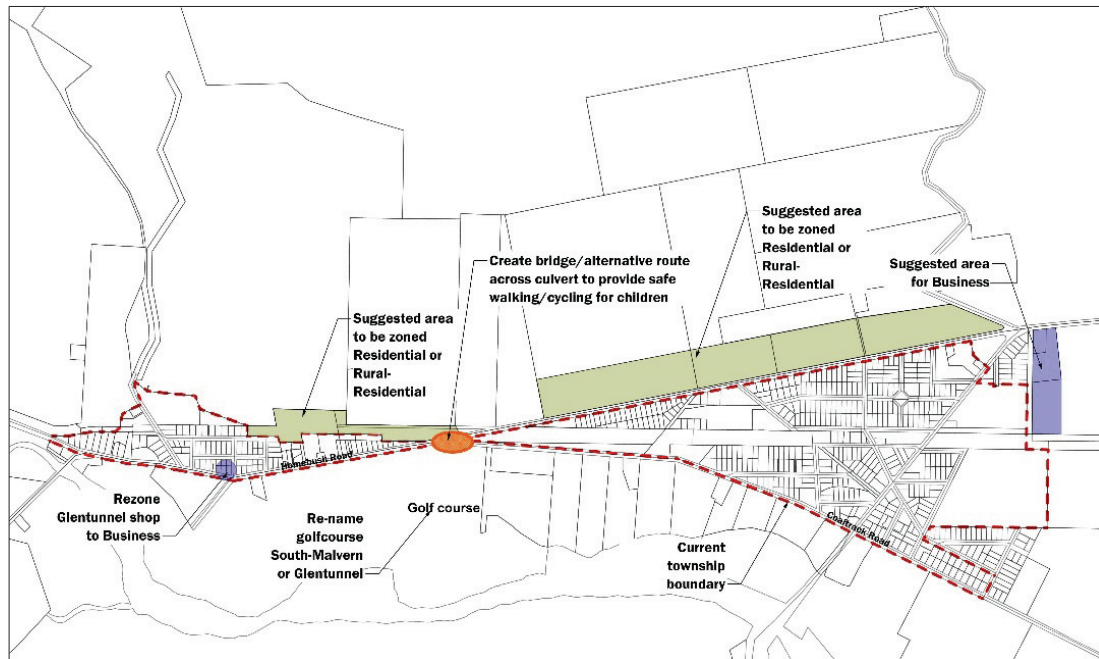 Suggested area
to be zoned
Residential or
Rural-
Residential
Suggested area
for Business
Create bridge/alternative route
across culvert to provide safe
walking/cycling for children
Suggested area
to be zoned
Residential or
Rural-
Residential
Homebush Road
Rezone
Glentunnel shop
to Business
Re-name
golfcourse
South-Malvern
or Glentunnel
Golf course
Current
township
boundary
Coaltrack Road